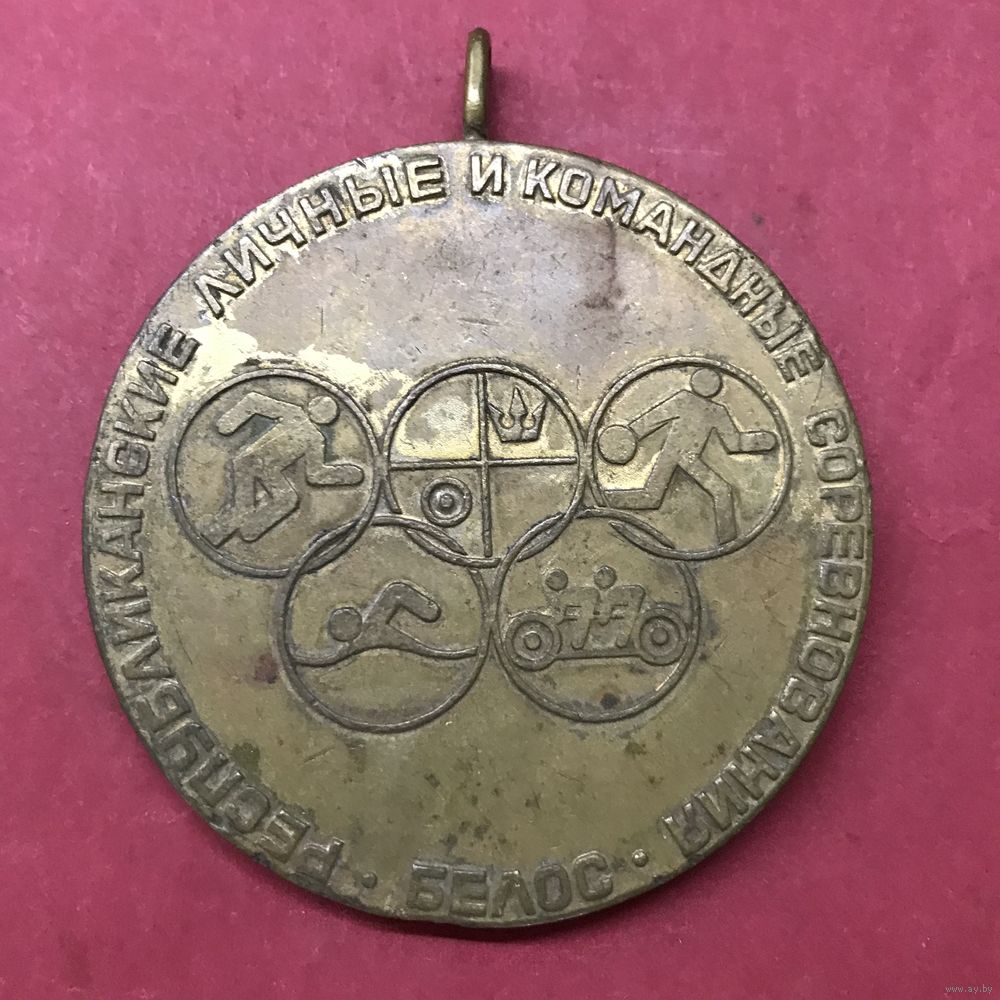 РЕСПУБЛИКАНСКИЕ ЛИЧНЫЕ И КОМАНДНЫЕ СОРЕВНОВАНИЯ
· БЕЛОС ·
www.ay.by